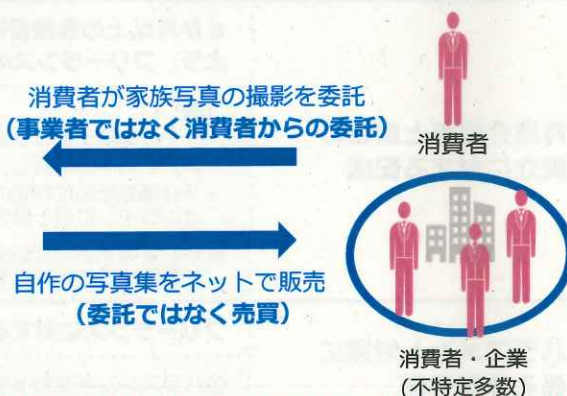 消費者が家族写真の撮影を委託
(事業者ではなく消費者からの委託)
消費者
自作の写真集をネットで販売
(委託ではなく売買)
消費者・企業
(不特定多数)